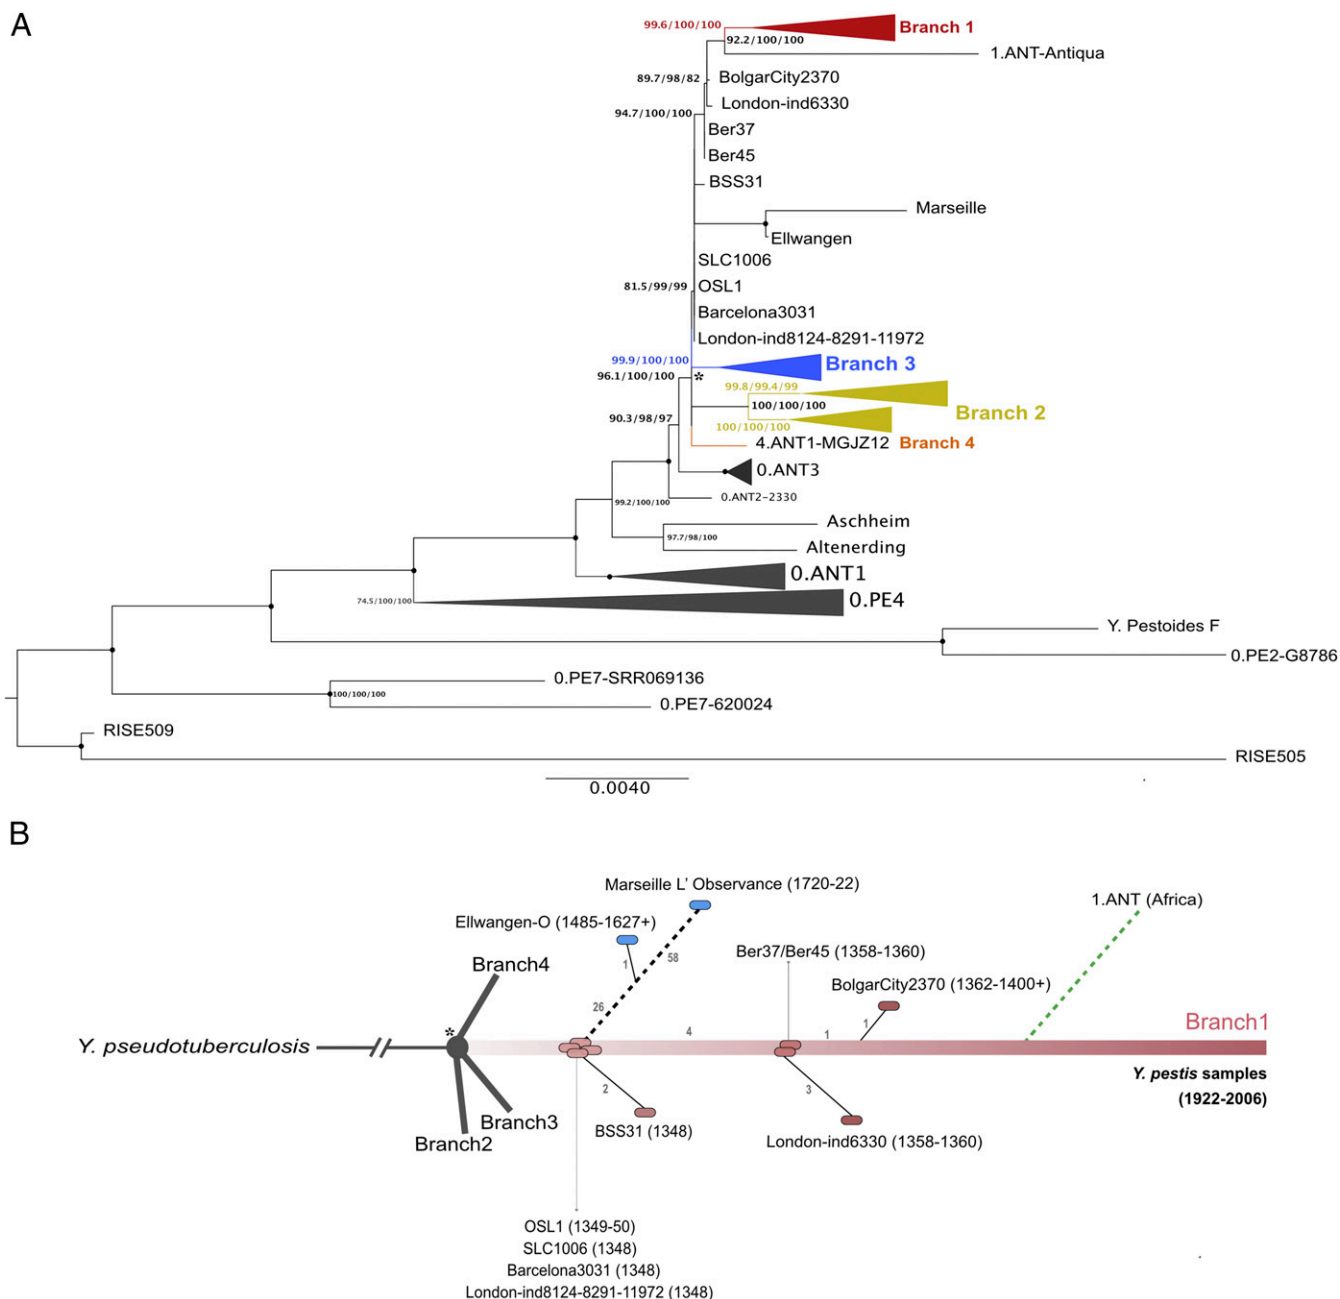 A
99.6/100/100
Branch 1
92.2/100/100
1.ANT-Antiqua
89.7/98/82
BolgarCity2370
London-ind6330
94.7/100/100
Ber37
Ber45
BSS31
Marseille
Ellwangen
SLC1006
81.5/99/99
OSL1
Barcelona3031
London-ind8124-8291-11972
99.9/100/100
Branch 3
96.1/100/100
*
99.8/99.4/99
100/100/100
Branch 2
90.3/98/97
100/100/100
4.ANT1-MGJZ12
Branch 4
0.ANT3
0.ANT2-2330
99.2/100/100
Aschheim
97.7/98/100
Altenerding
0.ANT1
74.5/100/100
0.PE4
Y. Pestoides F
0.PE2-G8786
0.PE7-SRR069136
100/100/100
0.PE7-620024
RISE509
RISE505
0.0040
B
Marseille L' Observance (1720-22)
1.ANT (Africa)
Ellwangen-O (1485-1627+)
Ber37/Ber45 (1358-1360)
1
58
Branch4
BolgarCity2370 (1362-1400+)
26
1
Branch1
*
4
1
Y. pseudotuberculosis
Y. pestis samples
(1922-2006)
2
3
Branch3
BSS31 (1348)
Branch2
London-ind6330 (1358-1360)
OSL1 (1349-50)
SLC1006 (1348)
Barcelona3031 (1348)
London-ind8124-8291-11972 (1348)